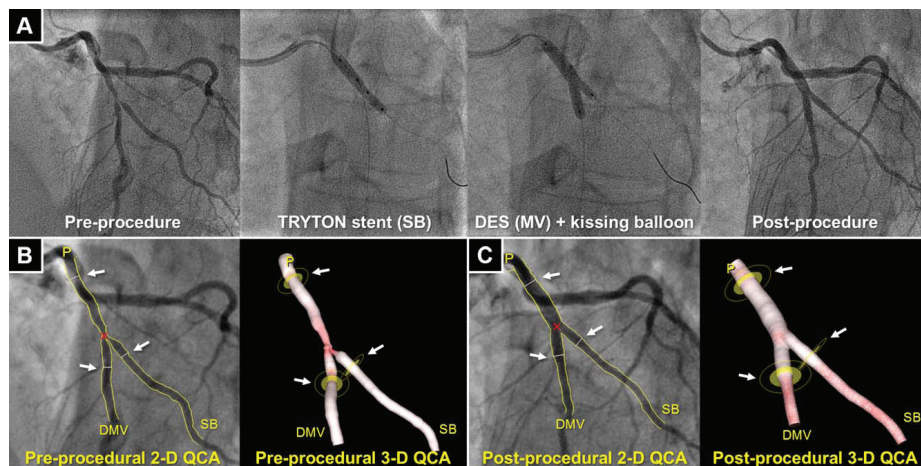 A
Pre-procedure
TRYTON stent (SB)
DES (MV) + kissing balloon
Post-procedure
B
P
DMV
SB
Pre-procedural 2-D QCA
P
DMV
SB
Pre-procedural 3-D QCA
C
P
DMV
SB
Post-procedural 2-D QCA
P
DMV
SB
Post-procedural 3-D QCA